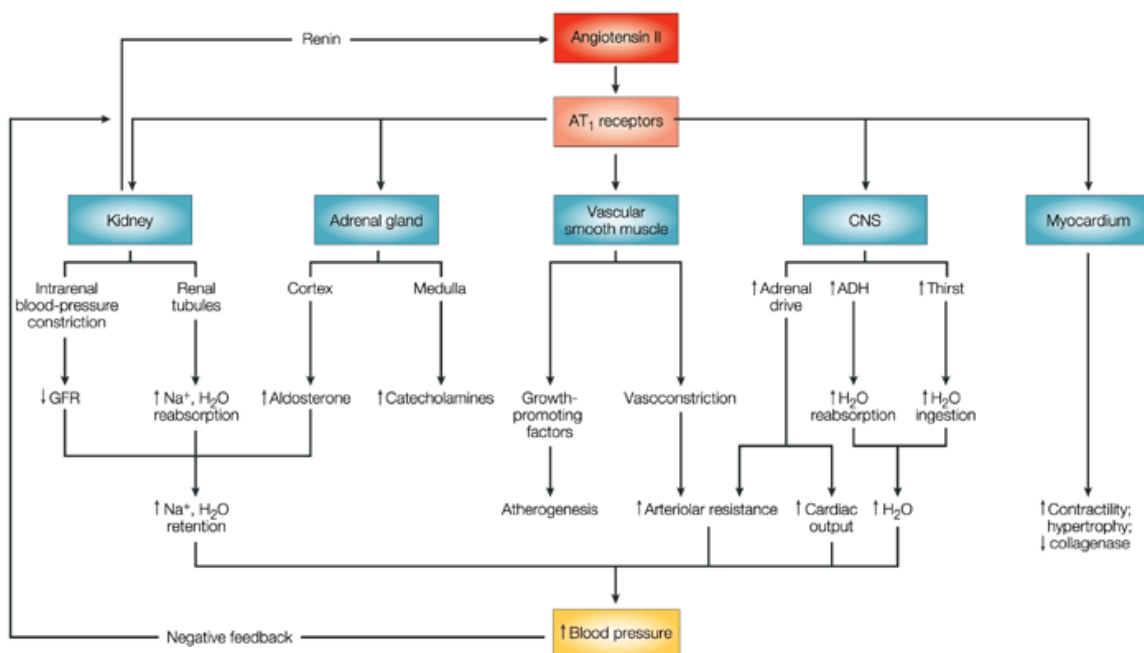 Renin
Angiotensin II
AT₁ receptors
Kidney
Adrenal gland
Vascular
smooth muscle
CNS
Myocardium
Intrarenal
blood-pressure
constriction
Renal
tubules
Cortex
Medulla
↑Adrenal
drive
↑ADH
↑Thirst
↓GFR
↑Na⁺, H₂O
reabsorption
↑Aldosterone
↑Catecholamines
Growth-
promoting
factors
Vasoconstriction
↑H₂O
reabsorption
↑H₂O
ingestion
↑Na⁺, H₂O
retention
Atherogenesis
↑Arteriolar resistance
↑Cardiac
output
↑H₂O
↑Contractility;
hypertrophy;
↓collagenase
Negative feedback
↑Blood pressure